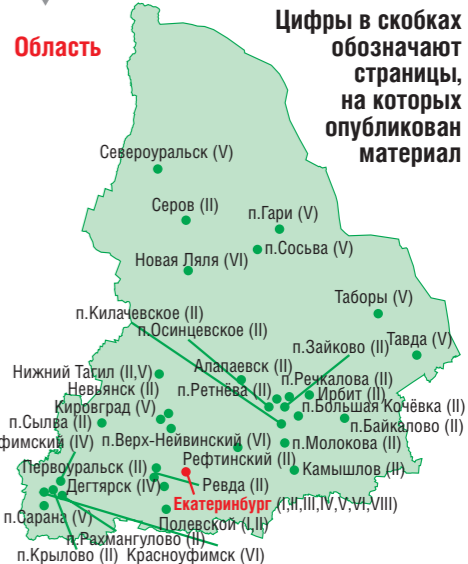 Область
Цифры в скобках
обозначают
страницы,
на которых
опубликован
материал
Североуральск (V)
Серов (II)
п.Гари (V)
п.Сосьва (V)
Новая Ляля (VI)
п.Килачевское (II)
Таборы (V)
п.Осинцевское (II)
п.Зайково (II)
Тавда (V)
Алапаевск (II)
Нижний Тагил (II,V)
п.Речкалова (II)
Невьянск (II)
п.Ретнёва (II)
Ирбит (II)
Кировград (V)
п.Большая Кочёвка (II)
п.Сылва (II)
п.Байкалово (II)
фимский (IV)
п.Верх-Нейвинский (VI)
п.Молокова (II)
Рефтинский (II)
Первоуральск (II)
Камышлов (II)
Дегтярск (IV)
Ревда (II)
Екатеринбург (I,II,III,IV,V,VI,VIII)
п.Сарана (V)
Полевской (I,II)
п.Рахмангулово (II)
п.Крылово (II)
Красноуфимск (VI)